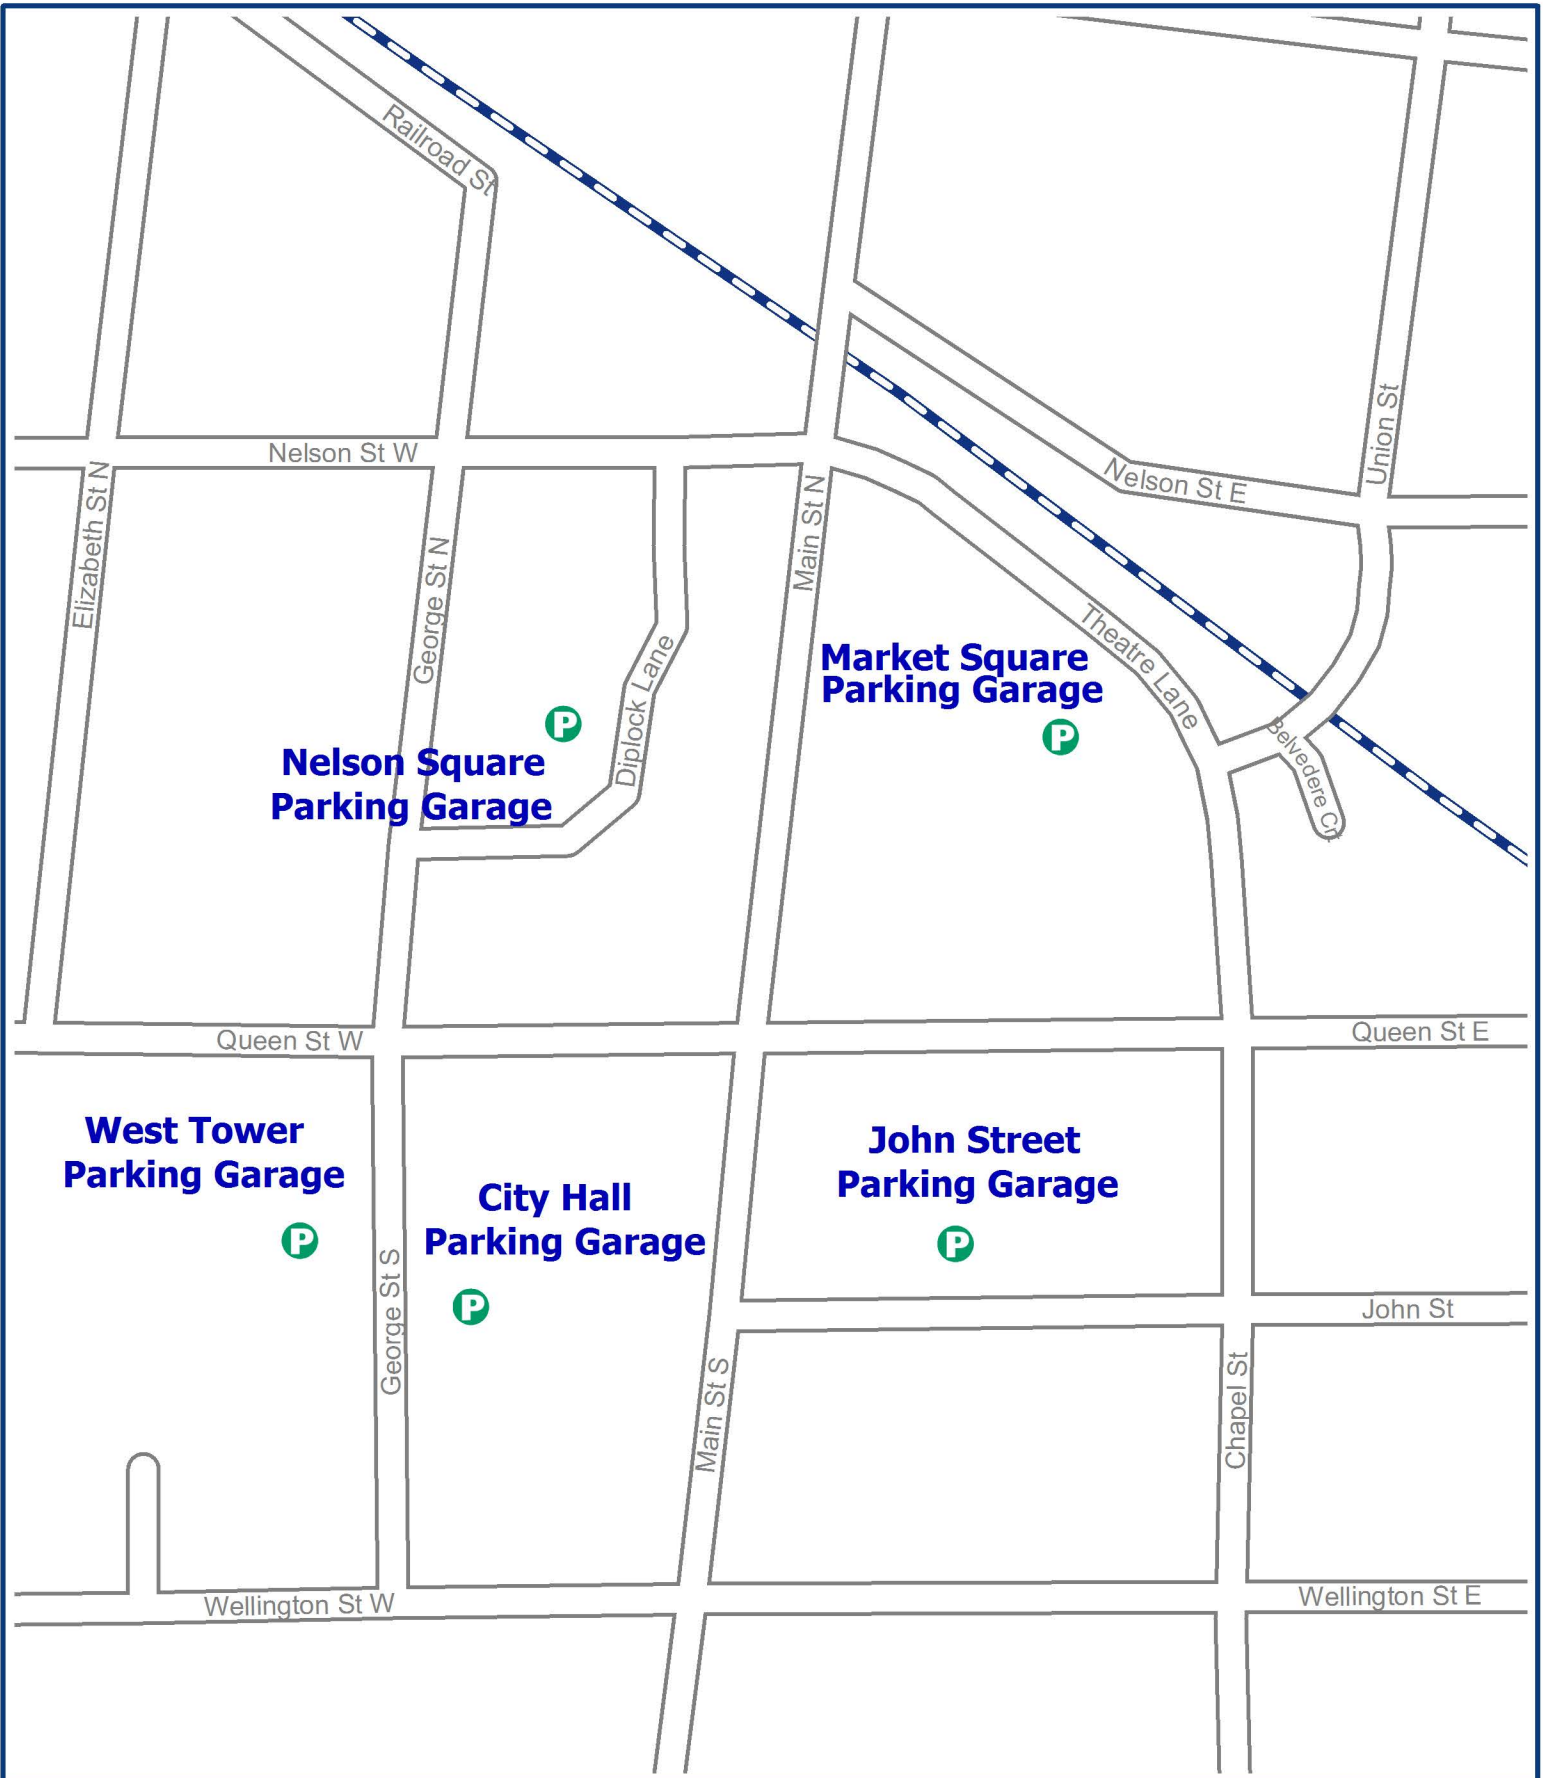 Railroad St
Union St
Nelson St W
Nelson St E
Elizabeth St N
George St N
Main St N
Diplock Lane
Theatre Lane
Market Square
Parking Garage
P
P
Nelson Square
Parking Garage
Belvedere Crt
Queen St W
Queen St E
West Tower
Parking Garage
P
City Hall
Parking Garage
P
John Street
Parking Garage
P
George St S
John St
Main St S
Chapel St
Wellington St W
Wellington St E